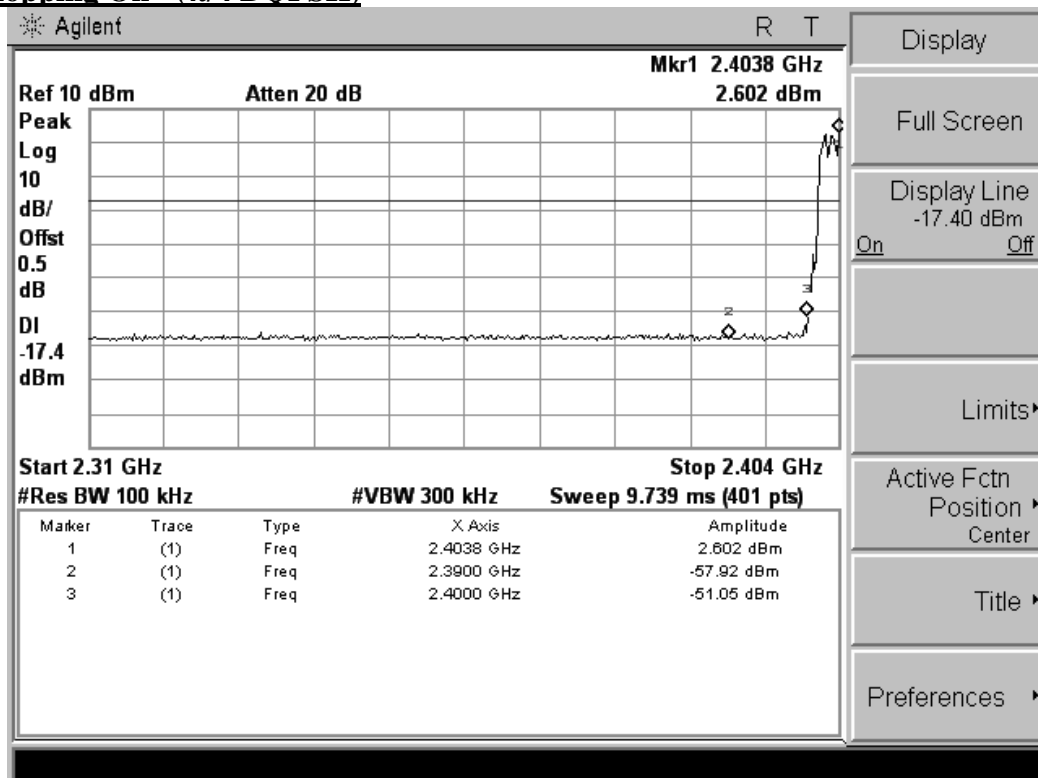 Agilent R T
Mkr1 2.4038 GHz
Ref 10 dBm Atten 20 dB 2.602 dBm
Peak
Log
10
dB/
Offst
0.5
dB
DI
-17.4
dBm
1
2
3
Start 2.31 GHz Stop 2.404 GHz
#Res BW 100 kHz #VBW 300 kHz Sweep 9.739 ms (401 pts)
Marker Trace Type X Axis Amplitude
1 (1) Freq 2.4038 GHz 2.602 dBm
2 (1) Freq 2.3900 GHz -57.92 dBm
3 (1) Freq 2.4000 GHz -51.05 dBm
Display
Full Screen
Display Line
-17.40 dBm
On Off
Limits
Active Fctn
Position
Center
Title
Preferences